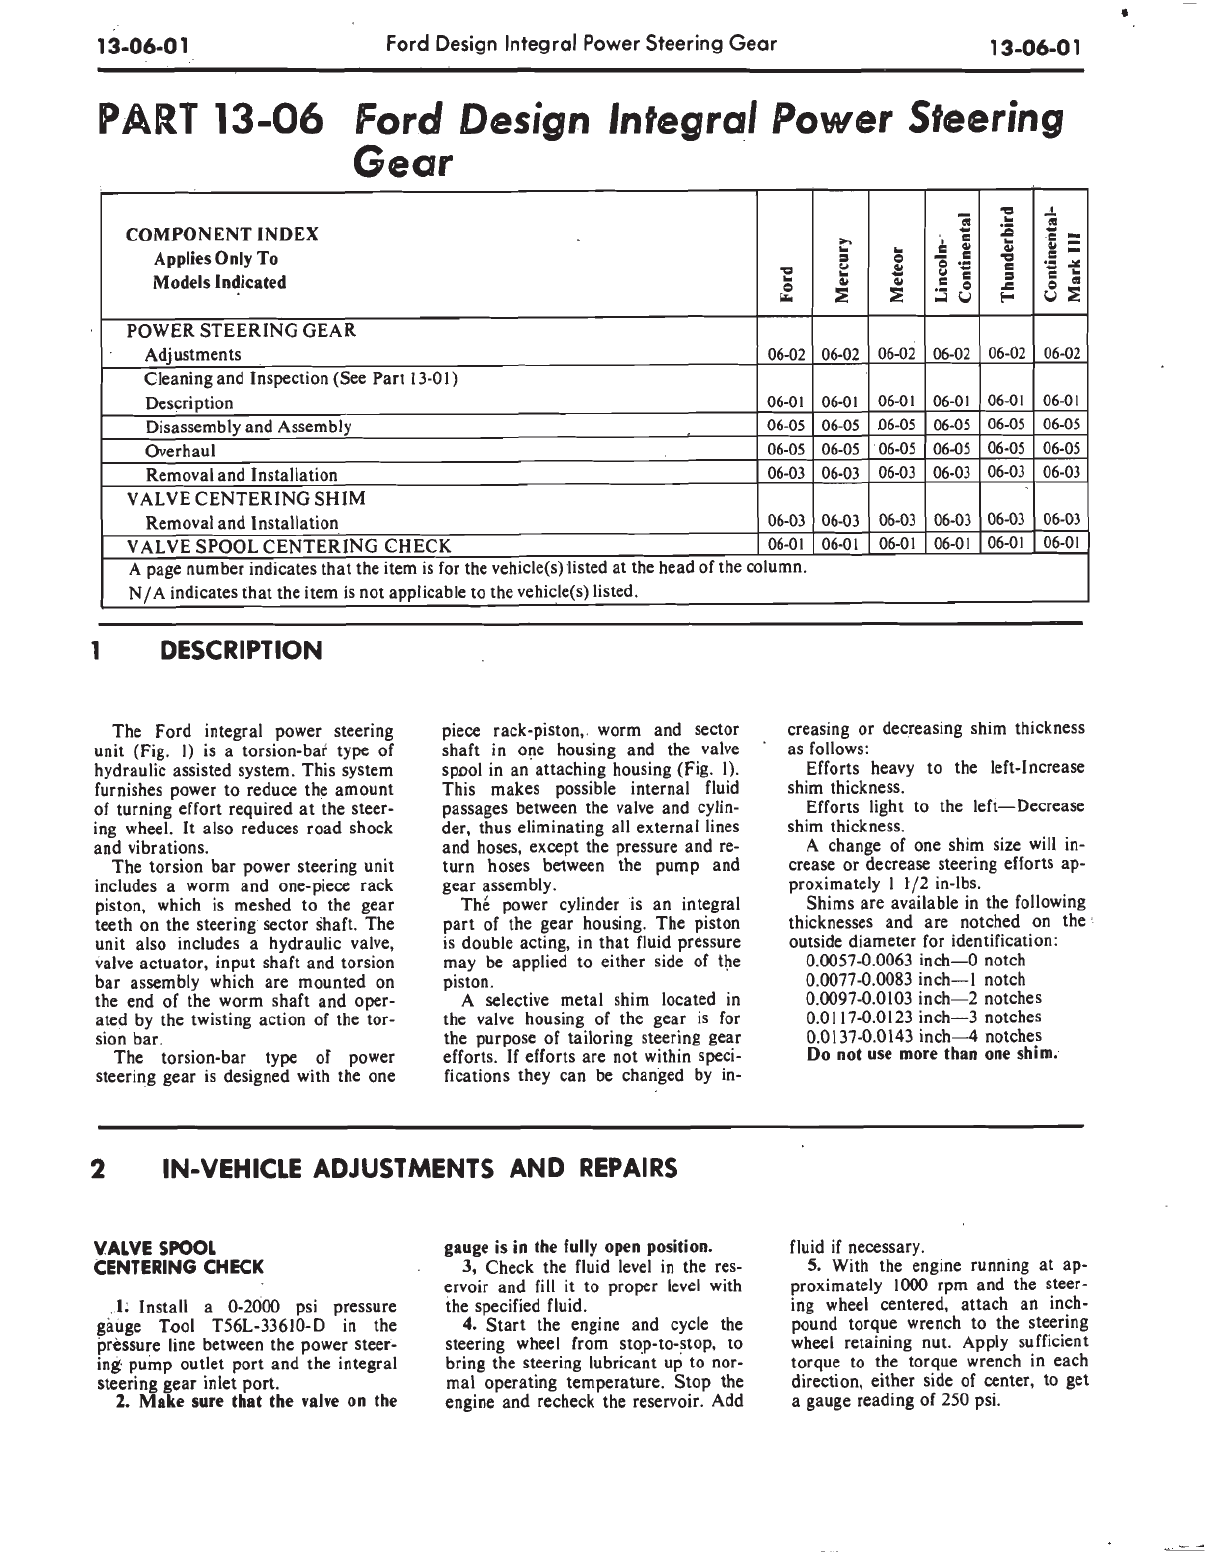 13-06-01 Ford Design Integral Power Steering Gear 13-06-01
PART 13-06 Ford Design Integral Power Steering
Gear
COMPONENT INDEX
Applies Only To
Models Indicated
Ford
Mercury
Meteor
Lincoln-
Continental
Thunderbird
Continental-
Mark III
POWER STEERING GEAR
Adjustments 06-02 06-02 06-02 06-02 06-02 06-02
Cleaning and Inspection (See Part 13-01)
Description 06-01 06-01 06-01 06-01 06-01 06-01
Disassembly and Assembly 06-05 06-05 06-05 06-05 06-05 06-05
Overhaul 06-05 06-05 06-05 06-05 06-05 06-05
Removal and Installation 06-03 06-03 06-03 06-03 06-03 06-03
VALVE CENTERING SHIM
Removal and Installation 06-03 06-03 06-03 06-03 06-03 06-03
VALVE SPOOL CENTERING CHECK 06-01 06-01 06-01 06-01 06-01 06-01
A page number indicates that the item is for the vehicle(s) listed at the head of the column.
N/A indicates that the item is not applicable to the vehicle(s) listed.
1 DESCRIPTION
The Ford integral power steering
unit (Fig. 1) is a torsion-bar type of
hydraulic assisted system. This system
furnishes power to reduce the amount
of turning effort required at the steer-
ing wheel. It also reduces road shock
and vibrations.
The torsion bar power steering unit
includes a worm and one-piece rack
piston, which is meshed to the gear
teeth on the steering sector shaft. The
unit also includes a hydraulic valve,
valve actuator, input shaft and torsion
bar assembly which are mounted on
the end of the worm shaft and oper-
ated by the twisting action of the tor-
sion bar.
The torsion-bar type of power
steering gear is designed with the one
piece rack-piston, worm and sector
shaft in one housing and the valve
spool in an attaching housing (Fig. 1).
This makes possible internal fluid
passages between the valve and cylin-
der, thus eliminating all external lines
and hoses, except the pressure and re-
turn hoses between the pump and
gear assembly.
The power cylinder is an integral
part of the gear housing. The piston
is double acting, in that fluid pressure
may be applied to either side of the
piston.
A selective metal shim located in
the valve housing of the gear is for
the purpose of tailoring steering gear
efforts. If efforts are not within speci-
fications they can be changed by in-
creasing or decreasing shim thickness
as follows:
Efforts heavy to the left-Increase
shim thickness.
Efforts light to the left—Decrease
shim thickness.
A change of one shim size will in-
crease or decrease steering efforts ap-
proximately 1 1/2 in-lbs.
Shims are available in the following
thicknesses and are notched on the
outside diameter for identification:
0.0057-0.0063 inch—0 notch
0.0077-0.0083 inch—1 notch
0.0097-0.0103 inch—2 notches
0.0117-0.0123 inch—3 notches
0.0137-0.0143 inch—4 notches
Do not use more than one shim.
2 IN-VEHICLE ADJUSTMENTS AND REPAIRS
VALVE SPOOL
CENTERING CHECK
1. Install a 0-2000 psi pressure
gauge Tool T56L-33610-D in the
pressure line between the power steer-
ing pump outlet port and the integral
steering gear inlet port.
2. Make sure that the valve on the
gauge is in the fully open position.
3, Check the fluid level in the res-
ervoir and fill it to proper level with
the specified fluid.
4. Start the engine and cycle the
steering wheel from stop-to-stop, to
bring the steering lubricant up to nor-
mal operating temperature. Stop the
engine and recheck the reservoir. Add
fluid if necessary.
5. With the engine running at ap-
proximately 1000 rpm and the steer-
ing wheel centered, attach an inch-
pound torque wrench to the steering
wheel retaining nut. Apply sufficient
torque to the torque wrench in each
direction, either side of center, to get
a gauge reading of 250 psi.